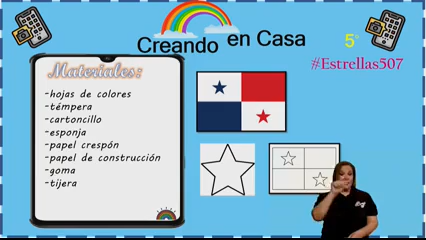 Creando en Casa
5°
#Estrellas507
Materiales:
-hojas de colores
-témpera
-cartoncillo
-esponja
-papel crespón
-papel de construcción
-goma
-tijera